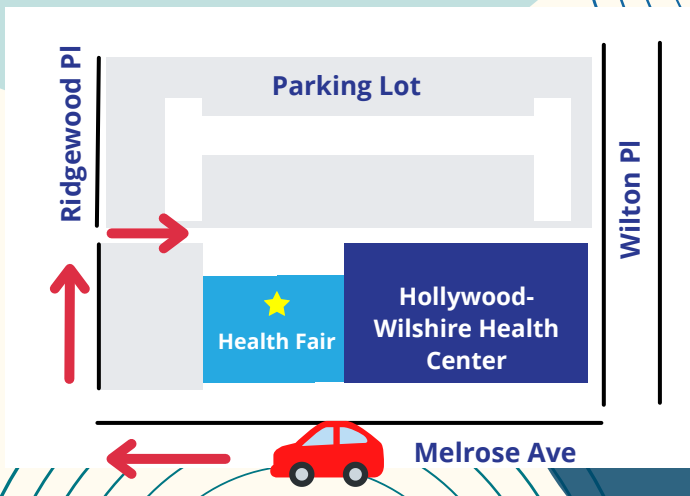 Parking Lot
Ridgewood Pl
Wilton Pl
Hollywood-
Wilshire Health
Center
Health Fair
Melrose Ave